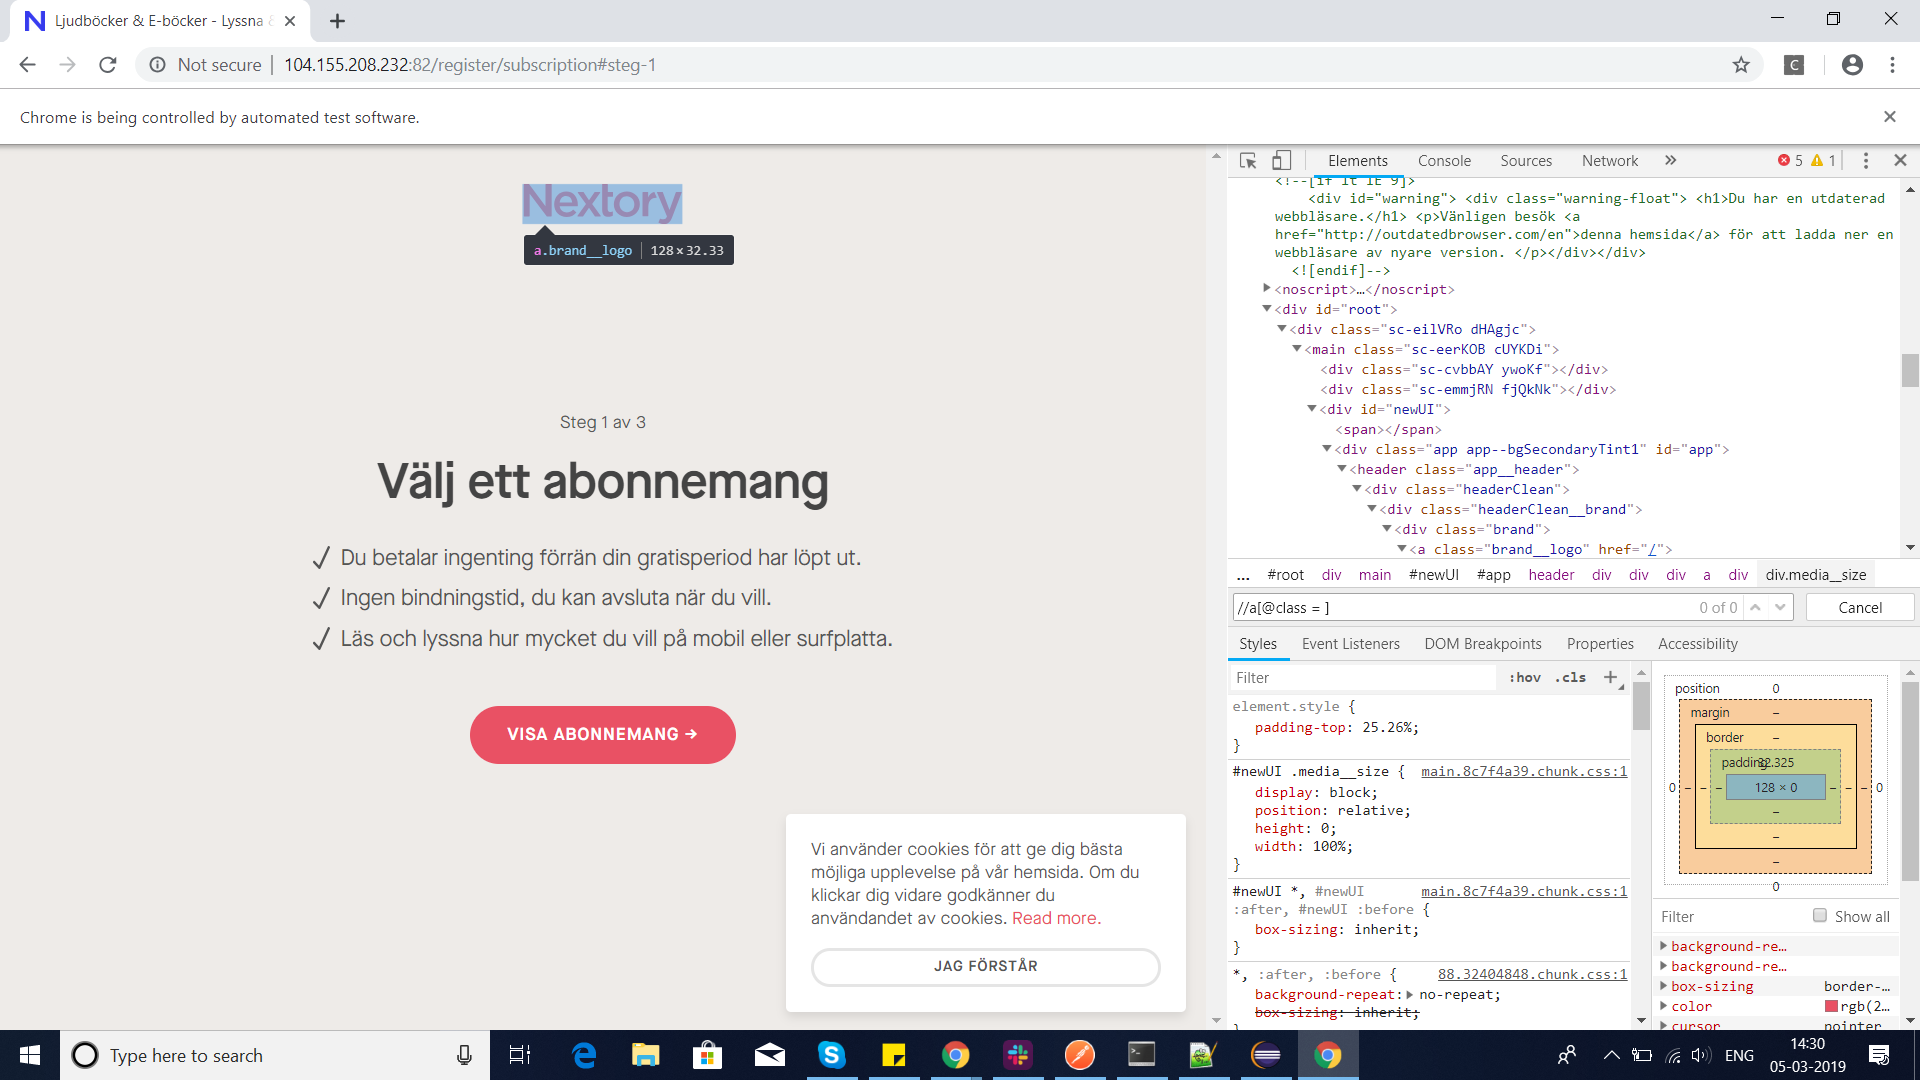 Ljudböcker & E-böcker - Lyssna
Not secure
104.155.208.232:82/register/subscription#steg-1
C
Chrome is being controlled by automated test software.
Nextory
a.brand__logo 128×32.33
Steg 1 av 3
Välj ett abonnemang
Du betalar ingenting förrän din gratisperiod har löpt ut.
Ingen bindningstid, du kan avsluta när du vill.
Läs och lyssna hur mycket du vill på mobil eller surfplatta.
VISA ABONNEMANG →
Vi använder cookies för att ge dig bästa
möjliga upplevelse på vår hemsida. Om du
klickar dig vidare godkänner du
användandet av cookies. Read more.
JAG FÖRSTÅR
Elements Console Sources Network » 5 1
<!--[if lt IE 9]>
<div id="warning"> <div class="warning-float"> <h1>Du har en utdaterad
webbläsare.</h1> <p>Vänligen besök <a
href="http://outdatedbrowser.com/en">denna hemsida</a> för att ladda ner en
webbläsare av nyare version. </p></div></div>
<![endif]-->
<noscript>…</noscript>
<div id="root">
<div class="sc-eilVRo dHAgjc">
<main class="sc-eerKOB cUYKDi">
<div class="sc-cvbbAY ywoKf"></div>
<div class="sc-emmjRN fjQkNk"></div>
<div id="newUI">
<span></span>
<div class="app app--bgSecondaryTint1" id="app">
<header class="app__header">
<div class="headerClean">
<div class="headerClean__brand">
<div class="brand">
<a class="brand__logo" href="/">
... #root div main #newUI #app header div div div a div div.media__size
//a[@class = ] 0 of 0 Cancel
Styles Event Listeners DOM Breakpoints Properties Accessibility
Filter :hov .cls +
element.style {
padding-top: 25.26%;
}
#newUI .media__size { main.8c7f4a39.chunk.css:1
display: block;
position: relative;
height: 0;
width: 100%;
}
#newUI *, #newUI main.8c7f4a39.chunk.css:1
:after, #newUI :before {
box-sizing: inherit;
}
*, :after, :before { 88.32404848.chunk.css:1
background-repeat: no-repeat;
box-sizing: inherit;
}
position 0
margin –
border –
padding 32.325
0 – – – 128 × 0 – – – 0
–
–
–
0
Filter Show all
background-re…
background-re…
box-sizing border-…
color rgb(2…
cursor pointer
Type here to search
ENG
14:30
05-03-2019